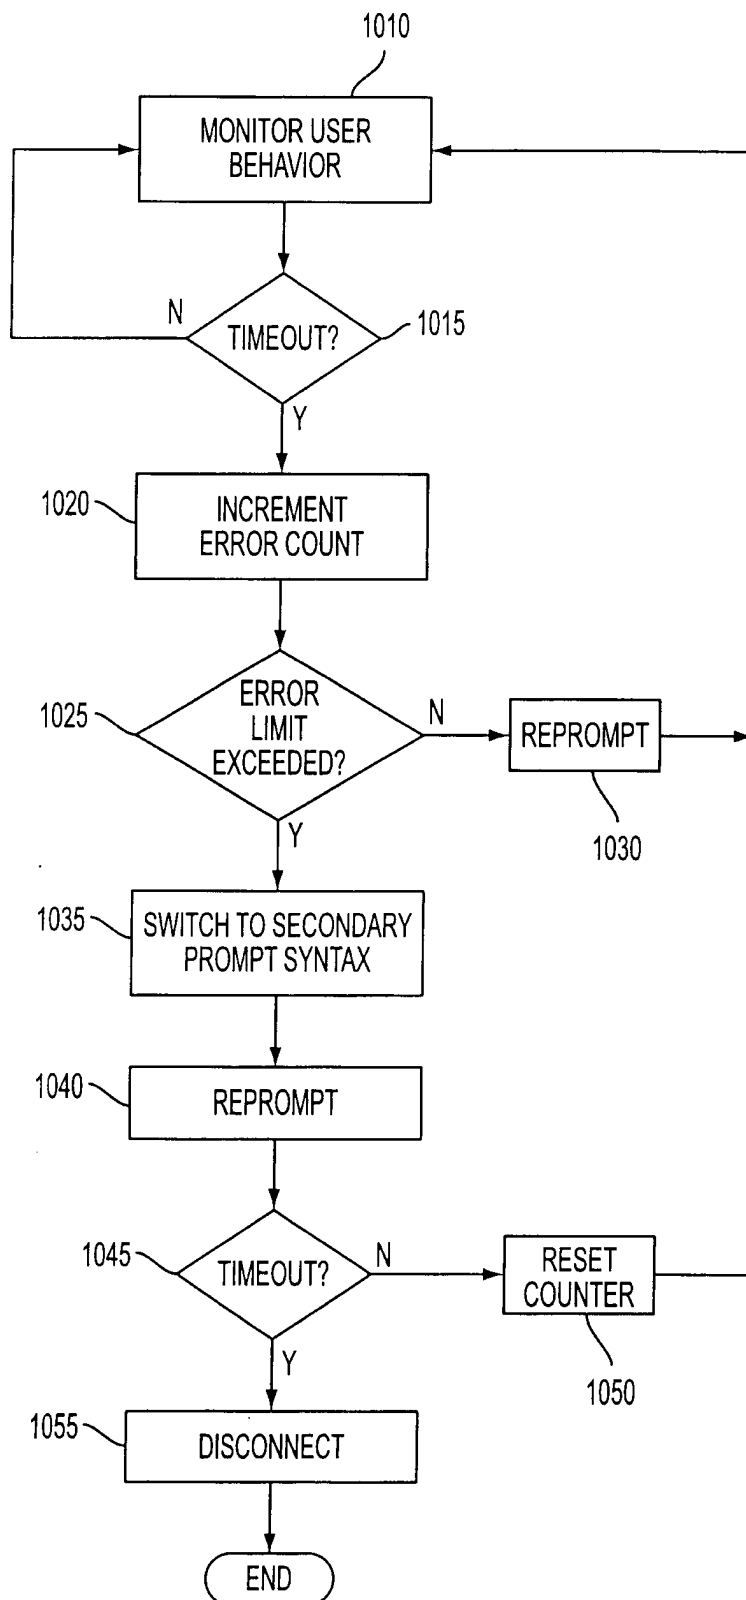 1010
MONITOR USER
BEHAVIOR
N
TIMEOUT?
1015
Y
1020
INCREMENT
ERROR COUNT
1025
ERROR
LIMIT
EXCEEDED?
N
REPROMPT
1030
Y
1035
SWITCH TO SECONDARY
PROMPT SYNTAX
1040
REPROMPT
1045
TIMEOUT?
N
RESET
COUNTER
1050
Y
1055
DISCONNECT
END